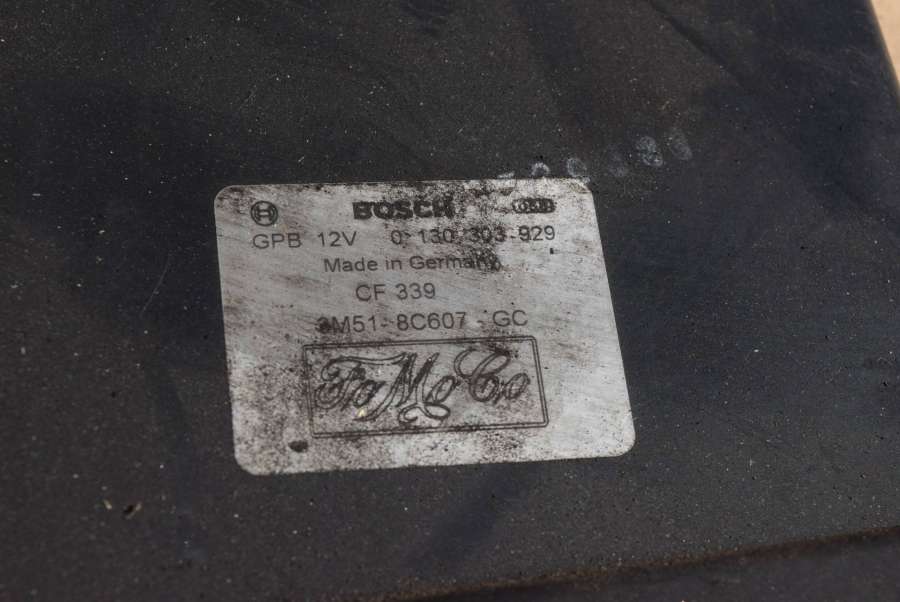 BOSCH
GPB 12V 0 130 303 929
Made in Germany
CF 339
3M51- 8C607 - GC
FoMoCo